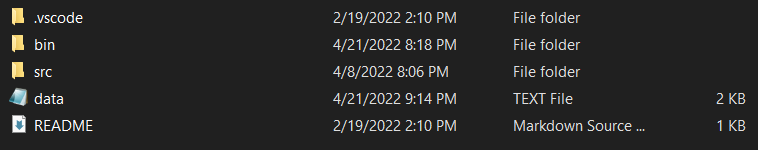 .vscode 2/19/2022 2:10 PM File folder
bin 4/21/2022 8:18 PM File folder
src 4/8/2022 8:06 PM File folder
data 4/21/2022 9:14 PM TEXT File 2 KB
README 2/19/2022 2:10 PM Markdown Source ... 1 KB